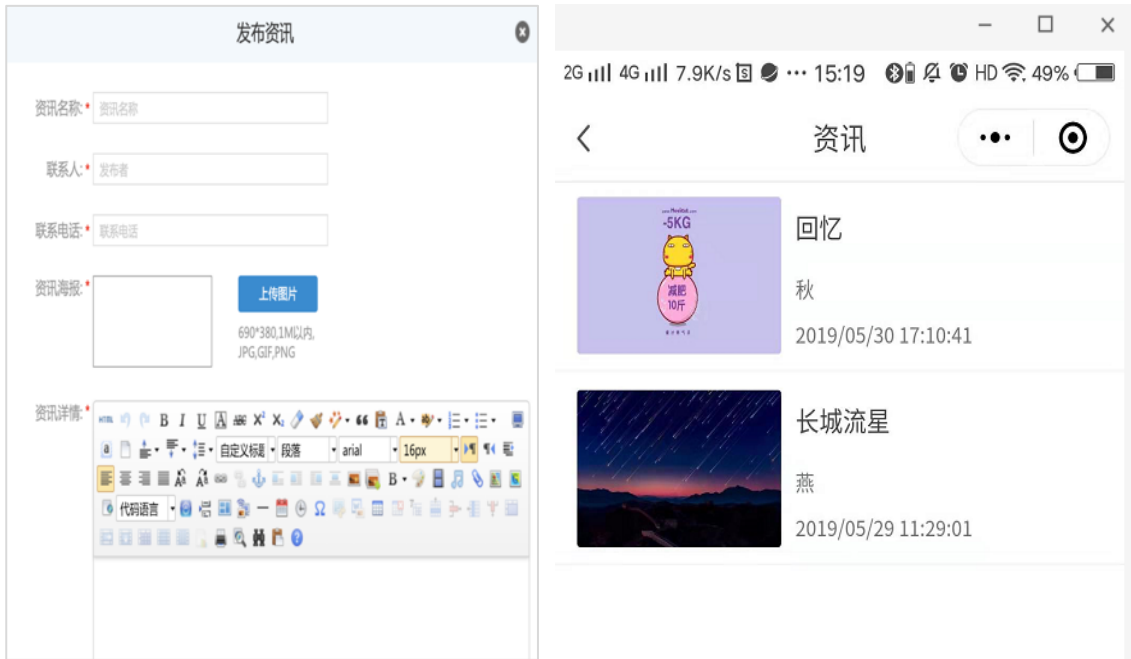 发布资讯
资讯名称:*
资讯名称
联系人:*
发布者
联系电话:*
联系电话
资讯海报:*
上传图片
690*380,1M以内,
JPG,GIF,PNG
资讯详情:*
HTML B I U A ABC X² X₂ A
自定义标题 段落 arial 16px
B
代码语言 Ω
2G 4G 7.9K/s 15:19 HD 49%
资讯
-5KG
减肥
10斤
回忆
秋
2019/05/30 17:10:41
长城流星
燕
2019/05/29 11:29:01